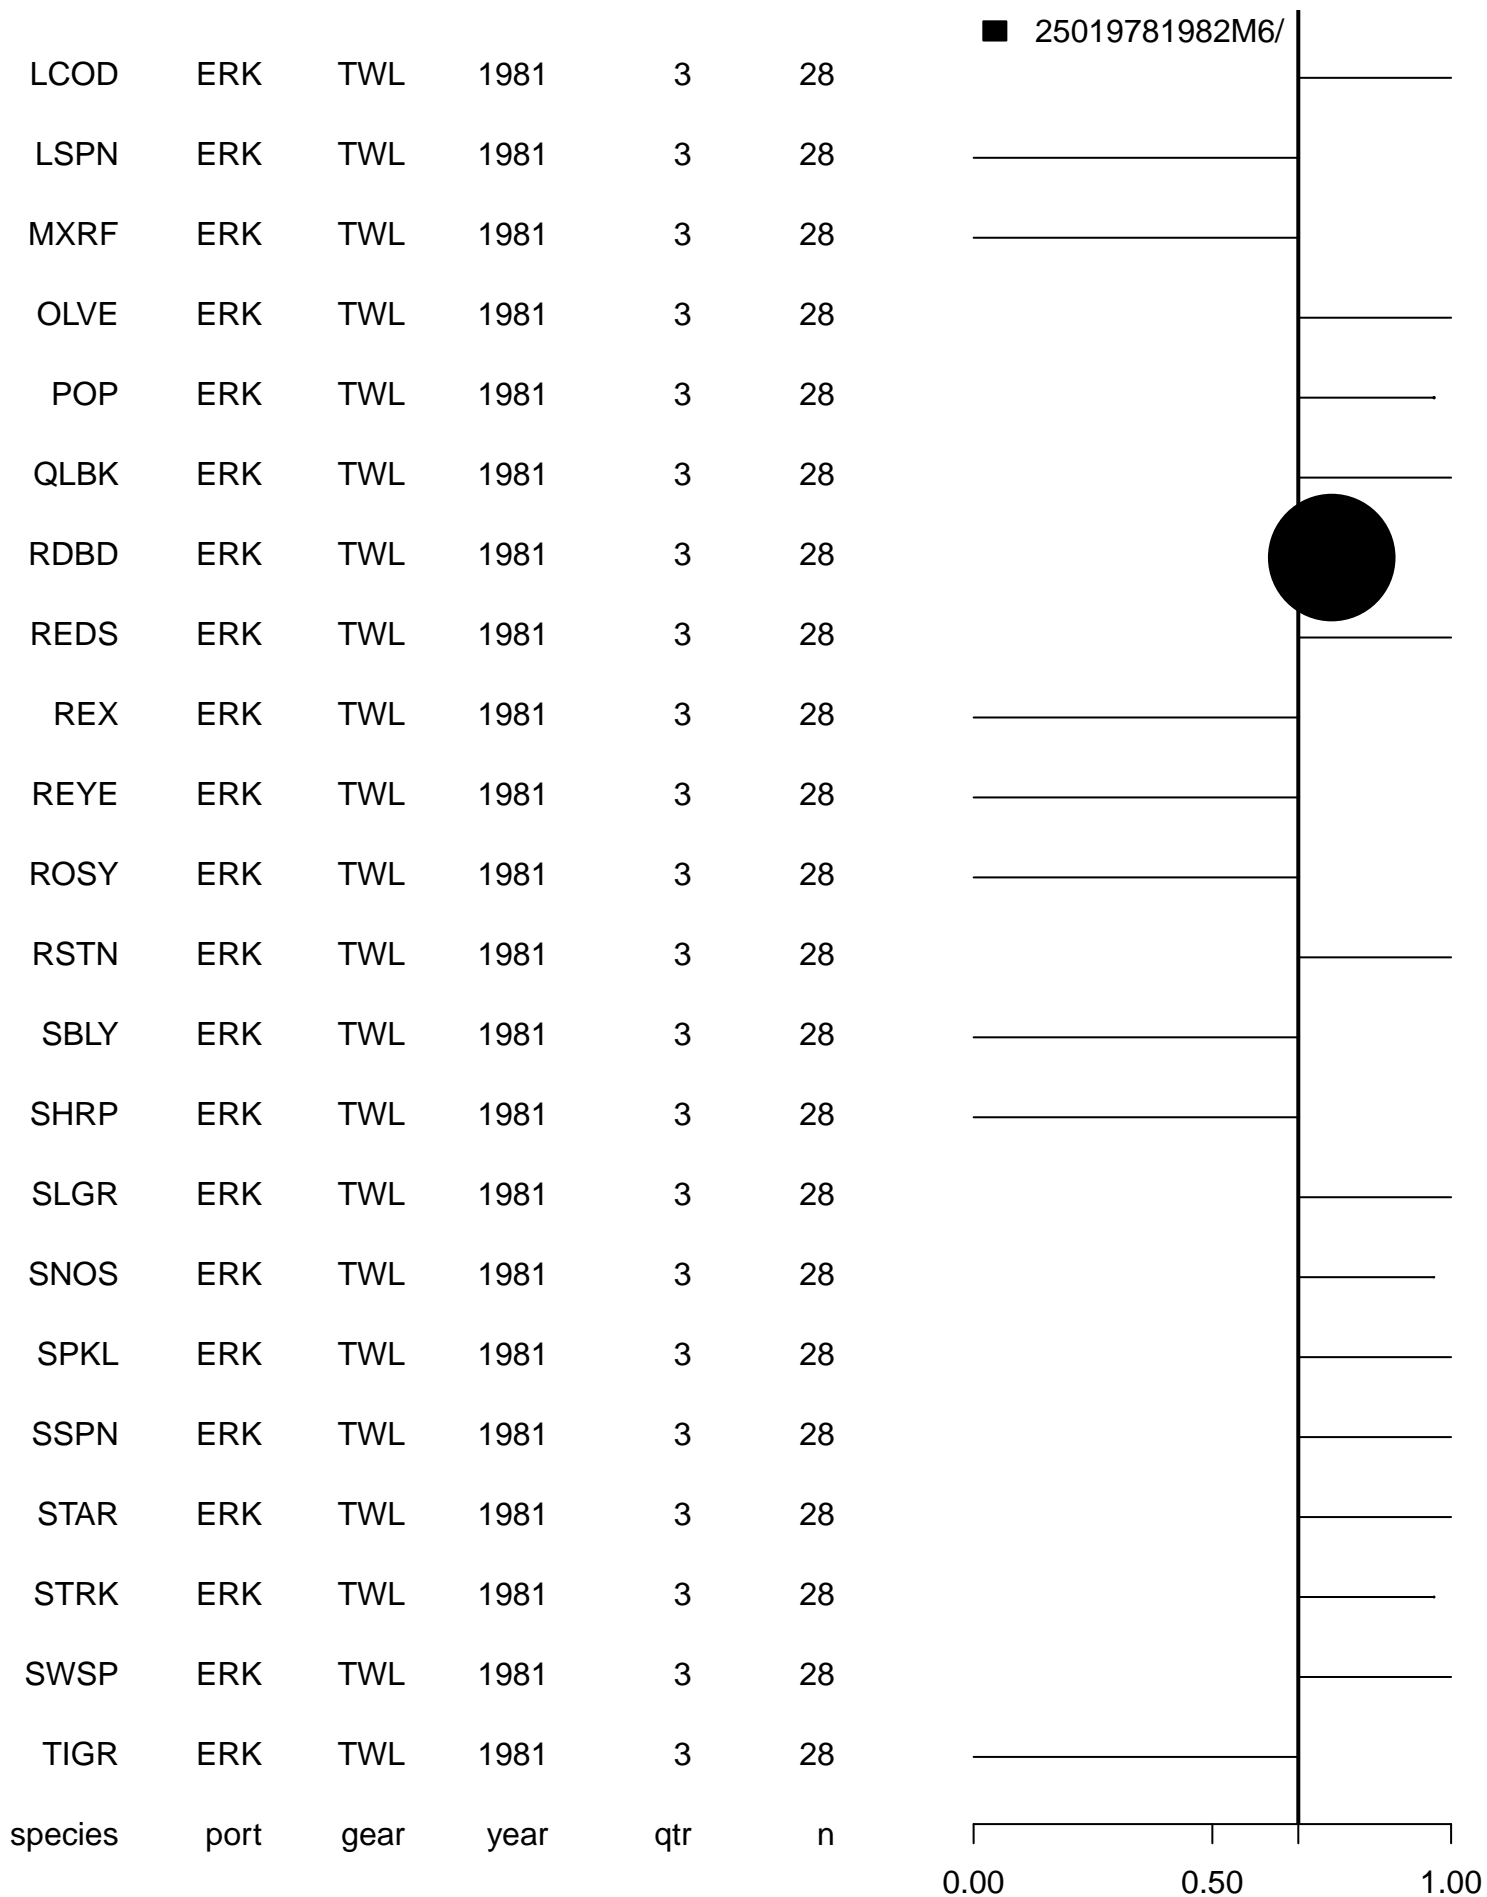 25019781982M6/
LCOD ERK TWL 1981 3 28
LSPN ERK TWL 1981 3 28
MXRF ERK TWL 1981 3 28
OLVE ERK TWL 1981 3 28
POP ERK TWL 1981 3 28
QLBK ERK TWL 1981 3 28
RDBD ERK TWL 1981 3 28
REDS ERK TWL 1981 3 28
REX ERK TWL 1981 3 28
REYE ERK TWL 1981 3 28
ROSY ERK TWL 1981 3 28
RSTN ERK TWL 1981 3 28
SBLY ERK TWL 1981 3 28
SHRP ERK TWL 1981 3 28
SLGR ERK TWL 1981 3 28
SNOS ERK TWL 1981 3 28
SPKL ERK TWL 1981 3 28
SSPN ERK TWL 1981 3 28
STAR ERK TWL 1981 3 28
STRK ERK TWL 1981 3 28
SWSP ERK TWL 1981 3 28
TIGR ERK TWL 1981 3 28
species port gear year qtr n
0.00 0.50 1.00